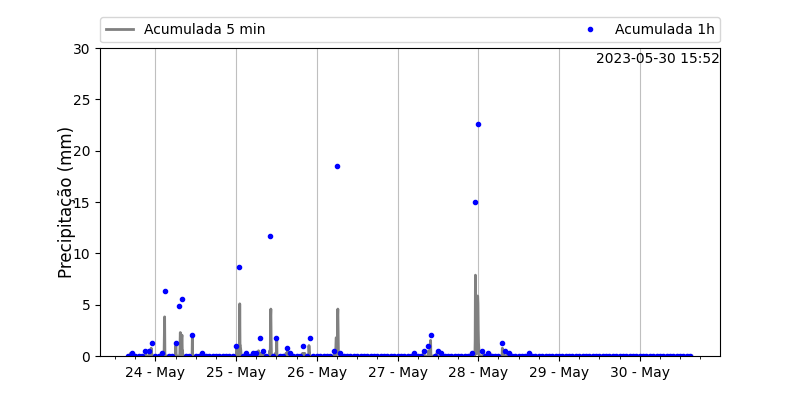 Acumulada 5 min
Acumulada 1h
2023-05-30 15:52
Precipitação (mm)
30
25
20
15
10
5
0
24 - May
25 - May
26 - May
27 - May
28 - May
29 - May
30 - May